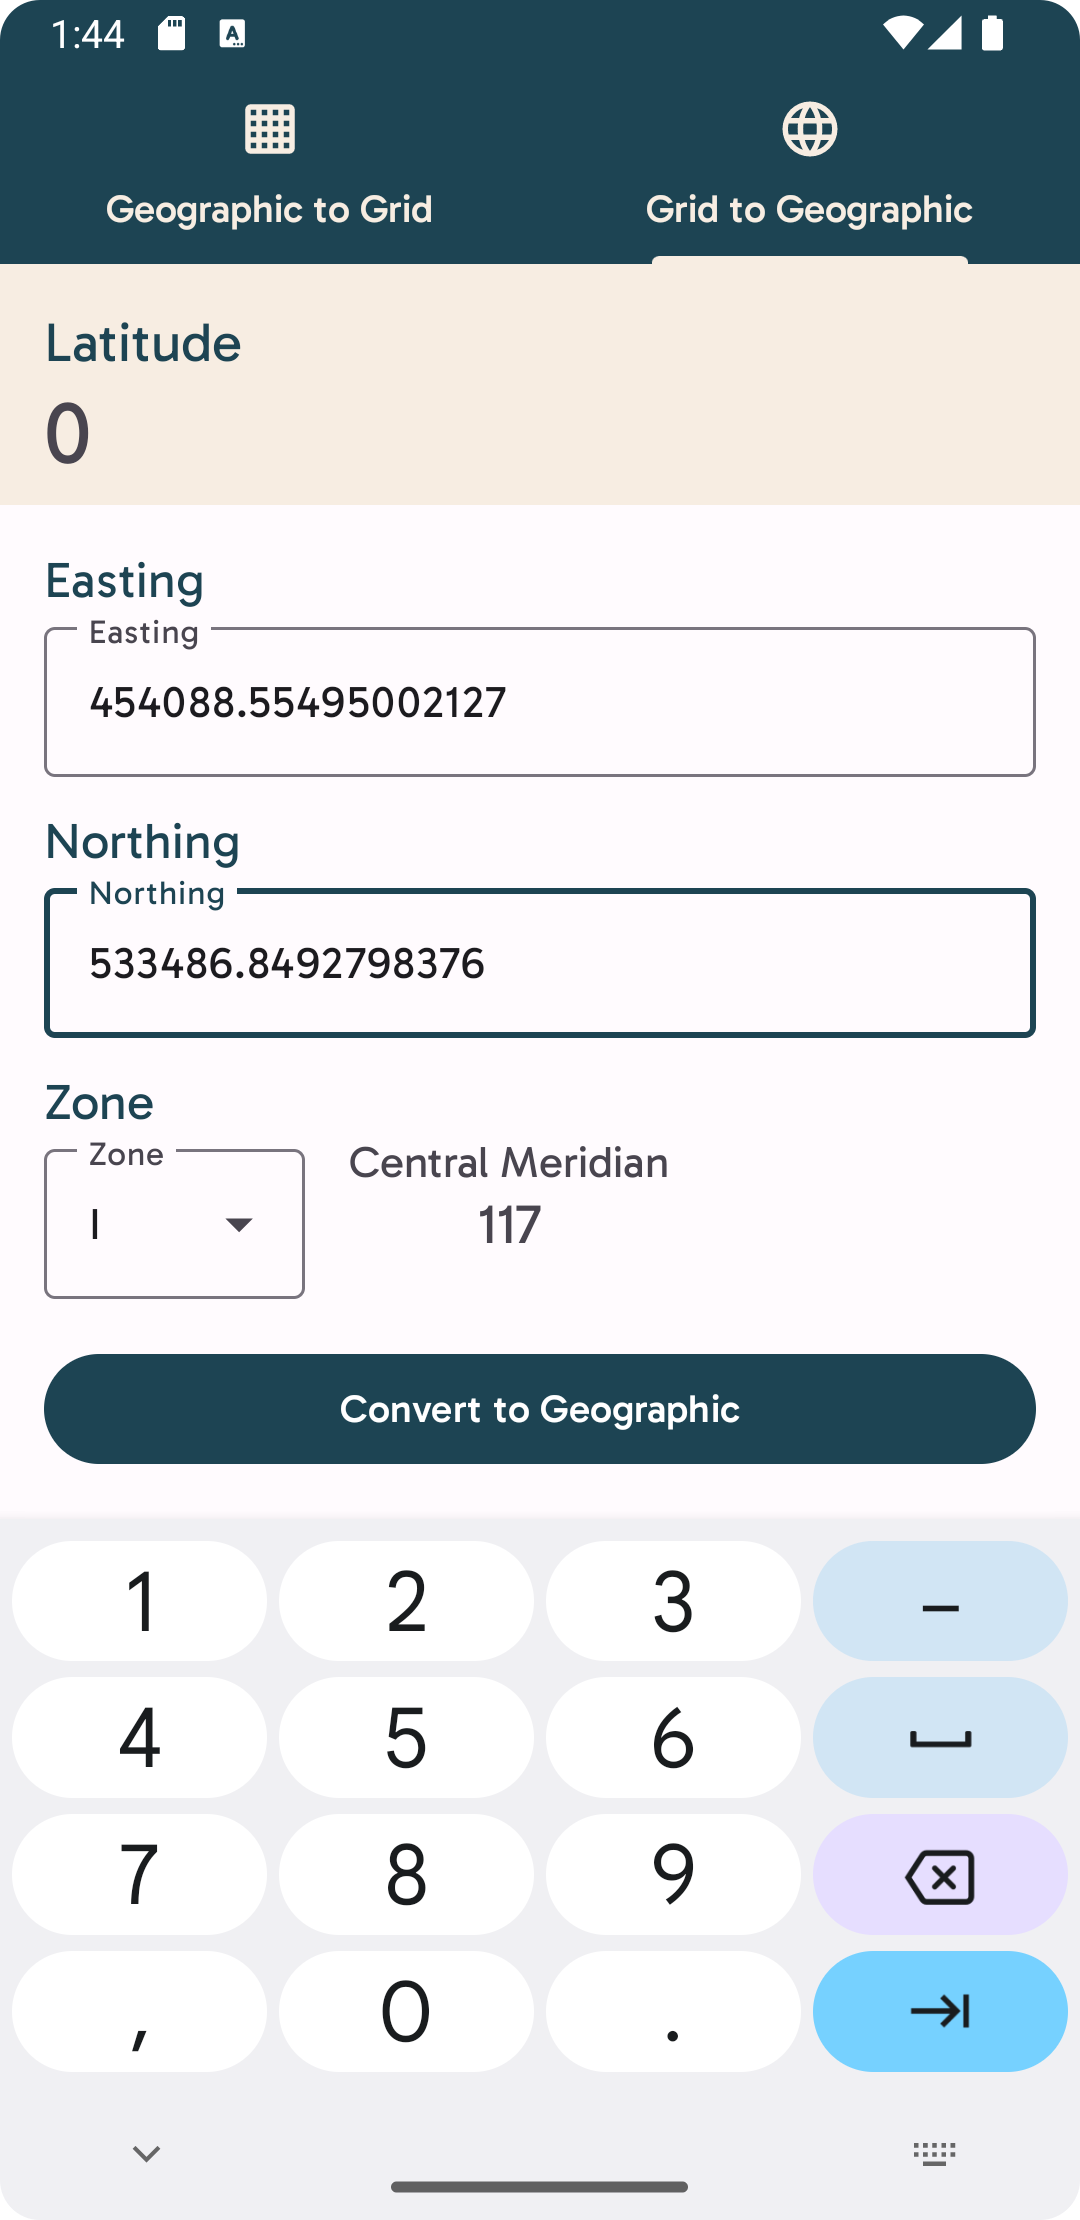 1:44
Geographic to Grid
Grid to Geographic
Latitude
0
Easting
Easting
454088.55495002127
Northing
Northing
533486.8492798376
Zone
Zone
I
Central Meridian
117
Convert to Geographic
1 2 3 –
4 5 6
7 8 9
, 0 .